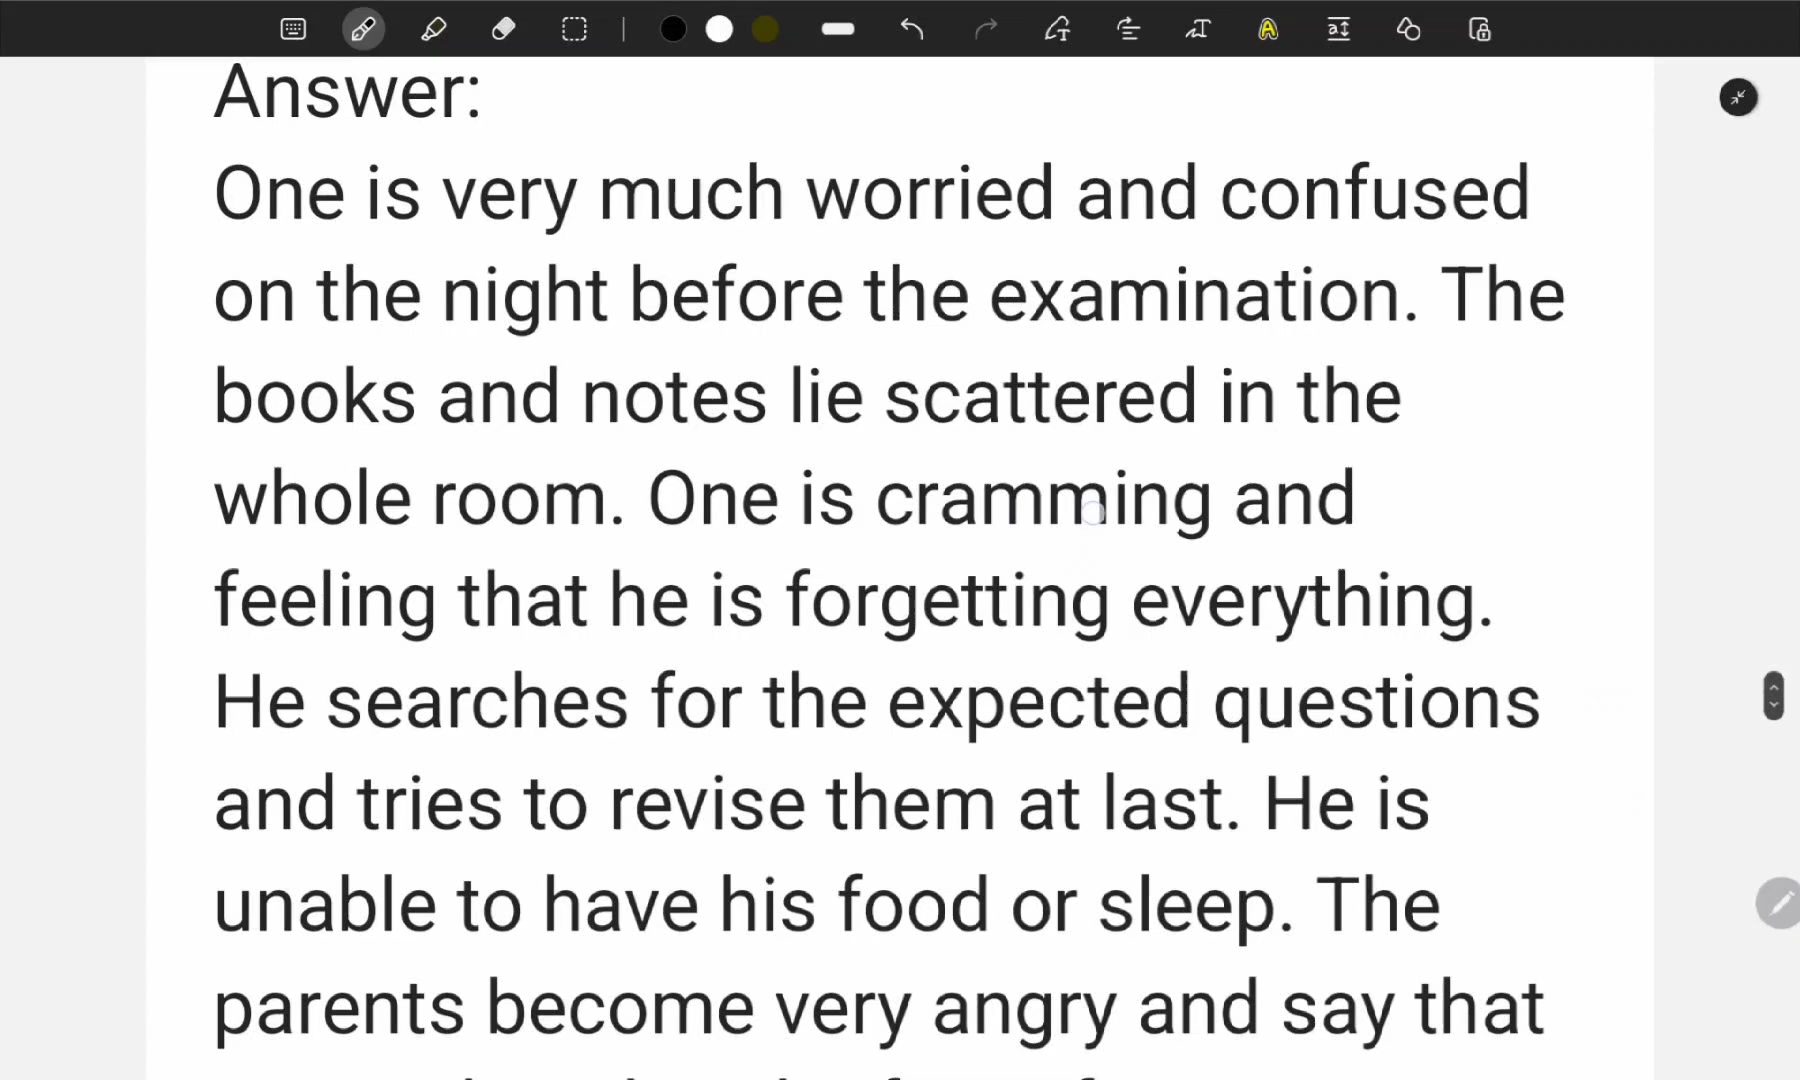 Answer:
One is very much worried and confused
on the night before the examination. The
books and notes lie scattered in the
whole room. One is cramming and
feeling that he is forgetting everything.
He searches for the expected questions
and tries to revise them at last. He is
unable to have his food or sleep. The
parents become very angry and say that